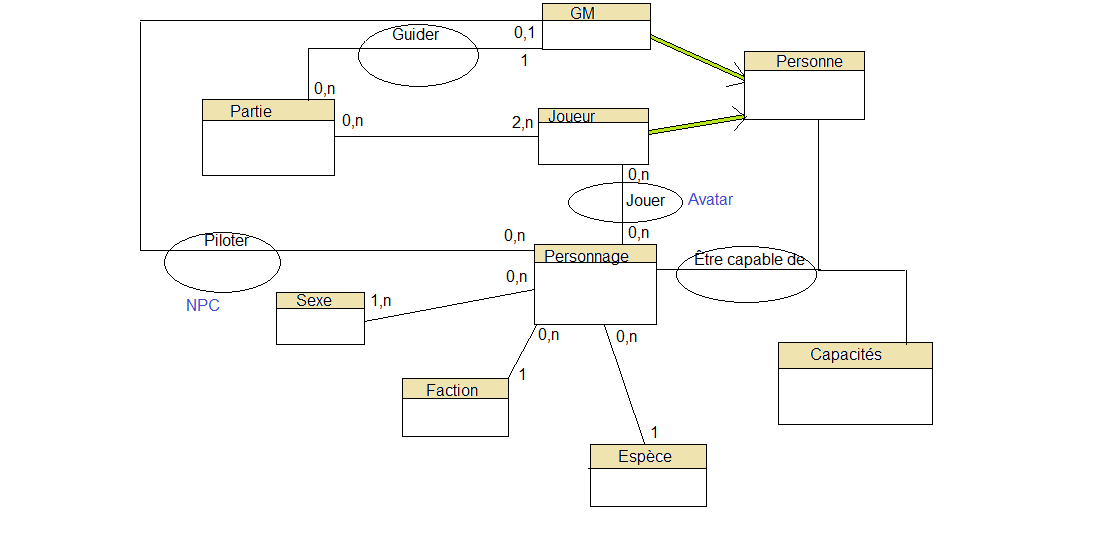 GM
Guider
0,1
1
Personne
0,n
Partie
0,n
2,n
Joueur
0,n
Jouer
Avatar
0,n
Piloter
0,n
Personnage
Être capable de
NPC
0,n
Sexe
1,n
0,n
0,n
Capacités
1
Faction
1
Espèce